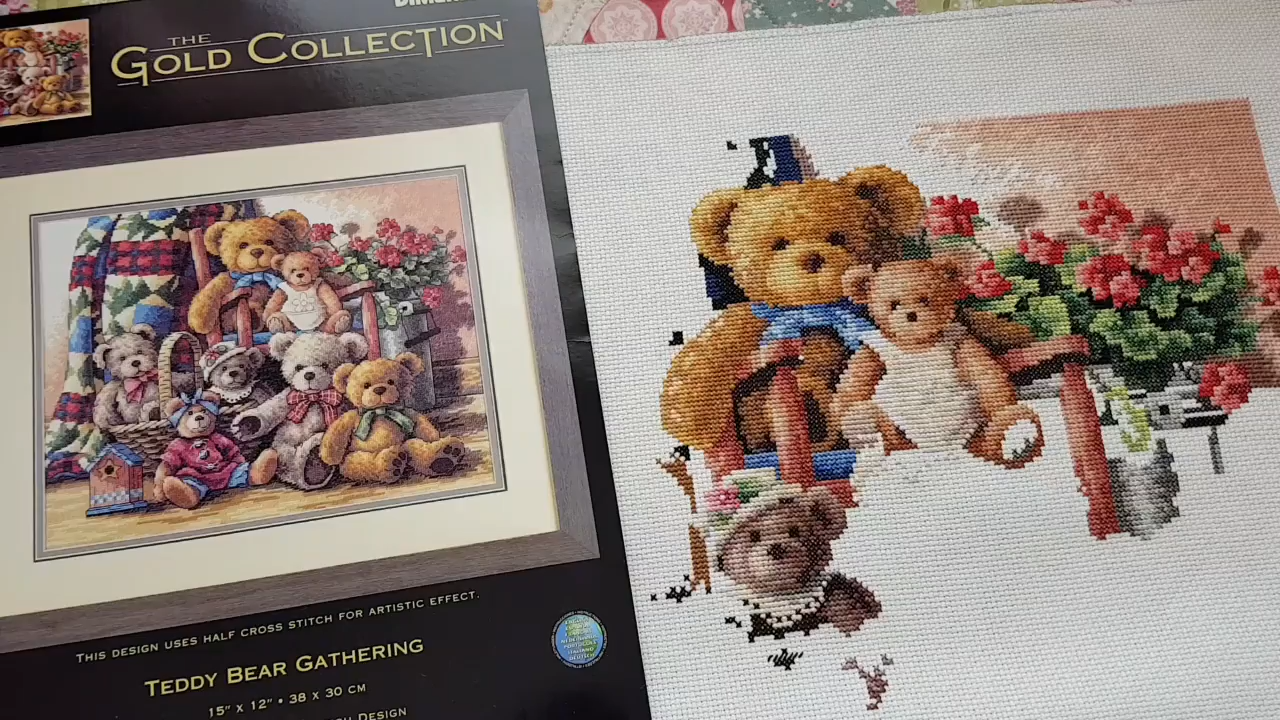 THE
GOLD COLLECTION
THIS DESIGN USES HALF CROSS STITCH FOR ARTISTIC EFFECT.
TEDDY BEAR GATHERING
15" x 12" • 38 x 30 CM
DESIGN